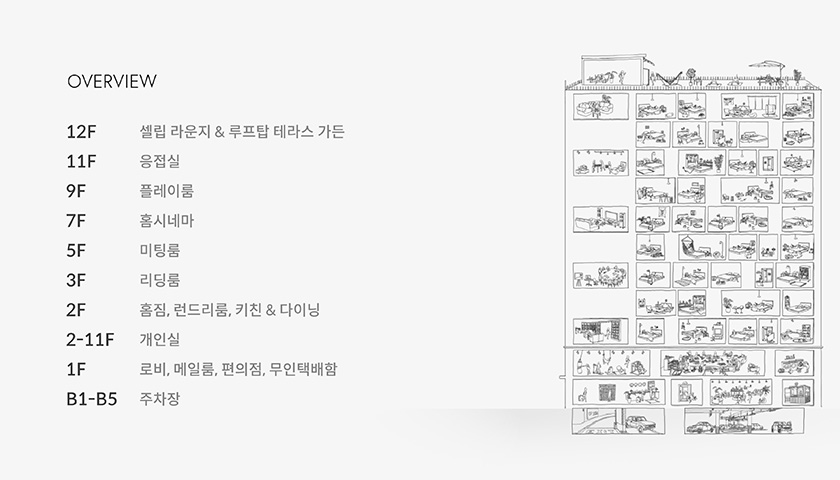 OVERVIEW
12F 셀립 라운지 & 루프탑 테라스 가든
11F 응접실
9F 플레이룸
7F 홈시네마
5F 미팅룸
3F 리딩룸
2F 홈짐, 런드리룸, 키친 & 다이닝
2-11F 개인실
1F 로비, 메일룸, 편의점, 무인택배함
B1-B5 주차장